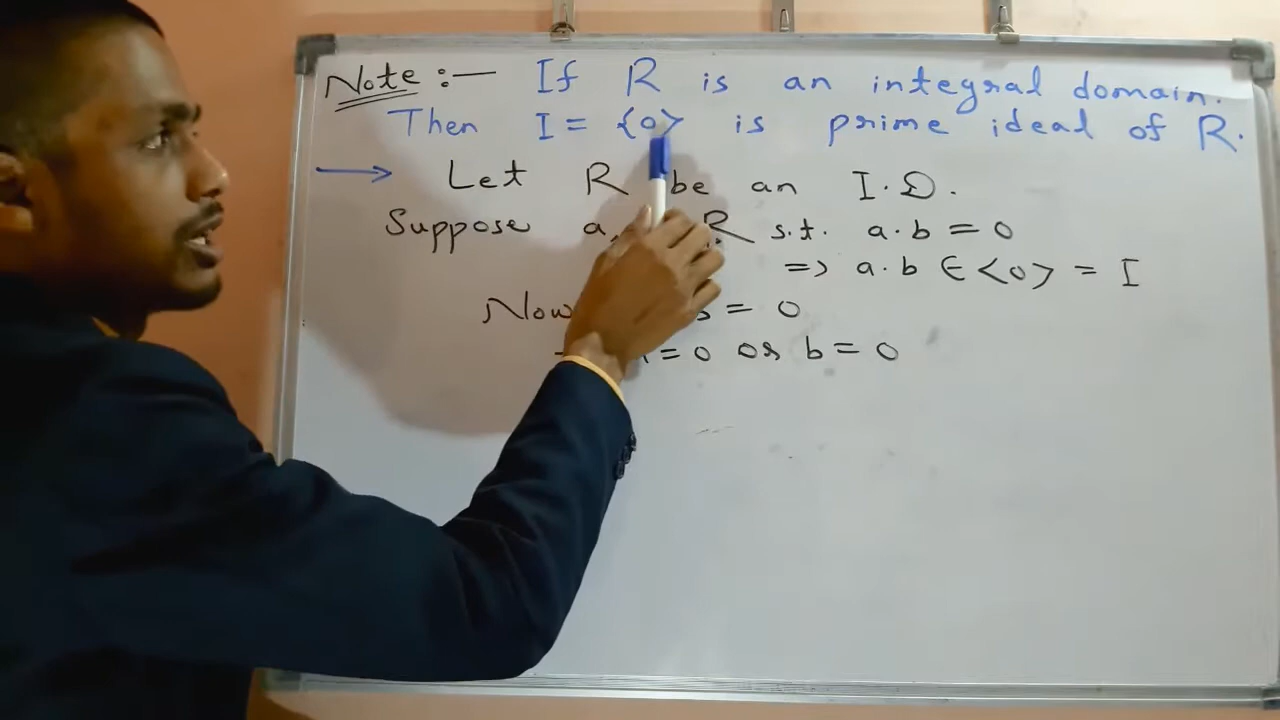 Note :— If R is an integral domain.
Then I = {0> is prime ideal of R.
→ Let R be an I.D.
Suppose a, R s.t. a.b = 0
=> a.b ∈ <0> = I
Now = 0
= 0 or b = 0